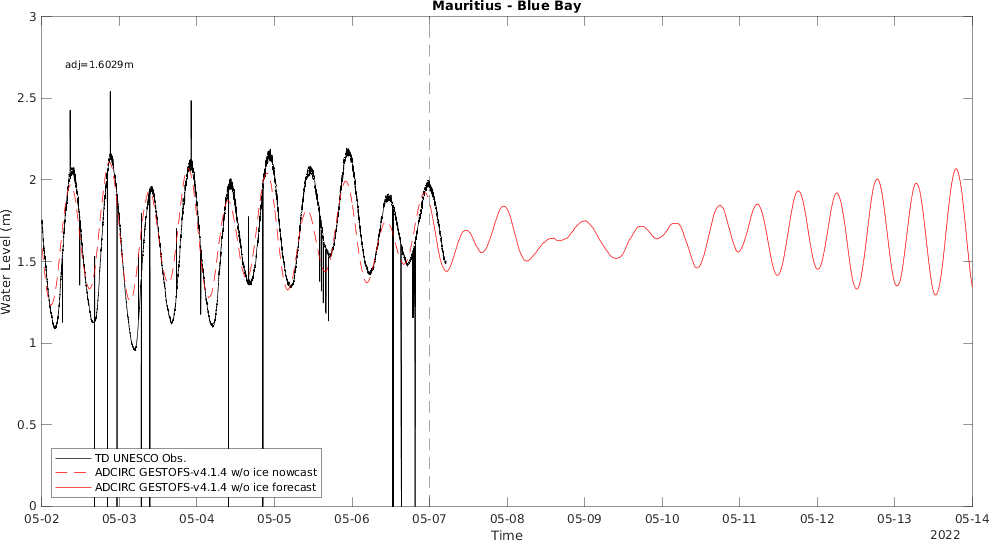 Mauritius - Blue Bay
adj=1.6029m
Water Level (m)
3
2.5
2
1.5
1
0.5
0
TD UNESCO Obs.
ADCIRC GESTOFS-v4.1.4 w/o ice nowcast
ADCIRC GESTOFS-v4.1.4 w/o ice forecast
05-02 05-03 05-04 05-05 05-06 05-07 05-08 05-09 05-10 05-11 05-12 05-13 05-14
Time
2022